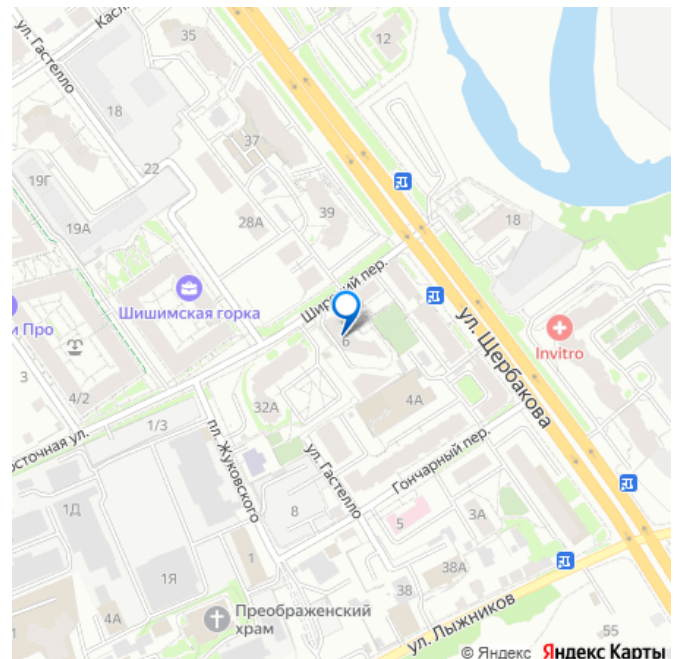 Касли
ул. Гастелло
35
12
18
37
22
19Г
19А
28А
39
18
Широкий пер.
Шишимская горка
и Про
6
ул. Щербакова
Invitro
3
4/2
32А
4А
1/3
осточная ул.
пл. Жуковского
ул. Гастелло
Гончарный пер.
1Д
8
5
3А
1
1Я
38А
38
4А
Преображенский
храм
ул. Лыжников
1
55
© Яндекс Яндекс Карты